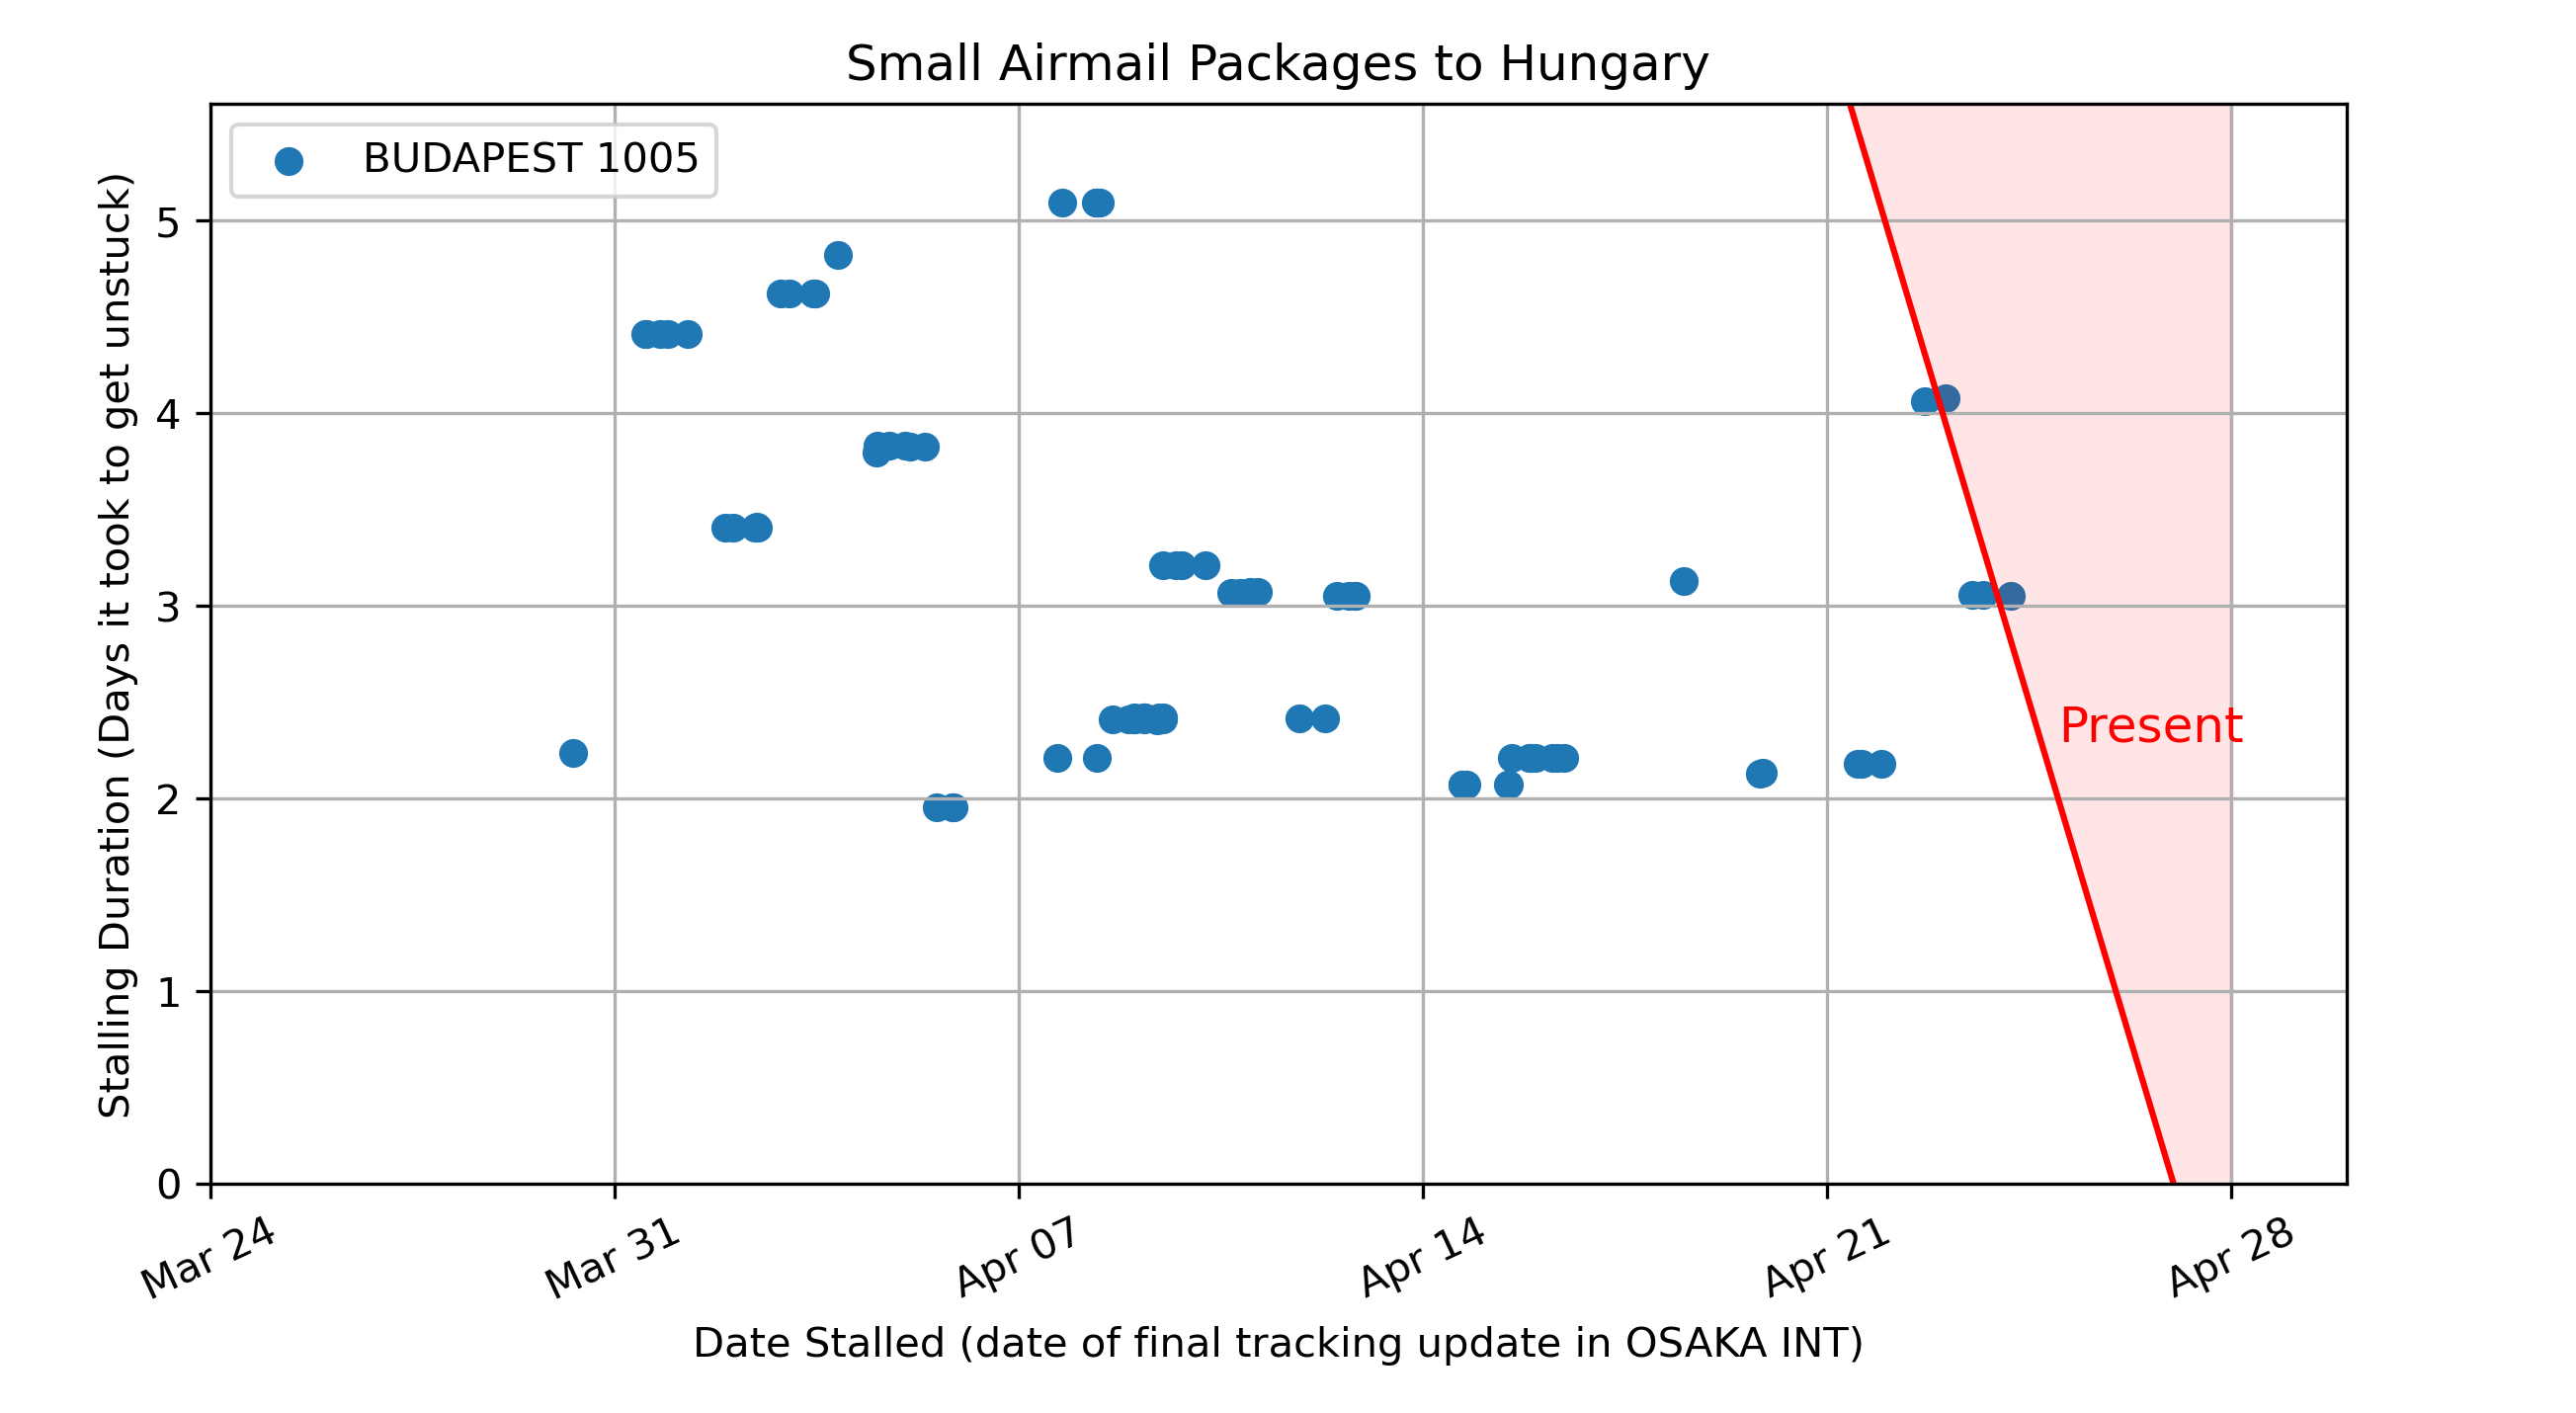 Small Airmail Packages to Hungary
BUDAPEST 1005
Stalling Duration (Days it took to get unstuck)
5
4
3
2
1
0
Present
Mar 24
Mar 31
Apr 07
Apr 14
Apr 21
Apr 28
Date Stalled (date of final tracking update in OSAKA INT)